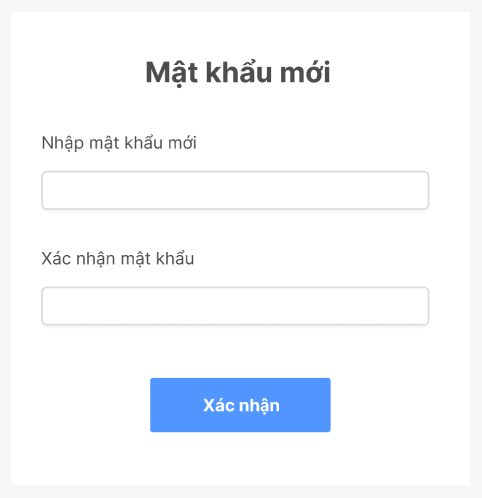 Mật khẩu mới
Nhập mật khẩu mới
Xác nhận mật khẩu
Xác nhận